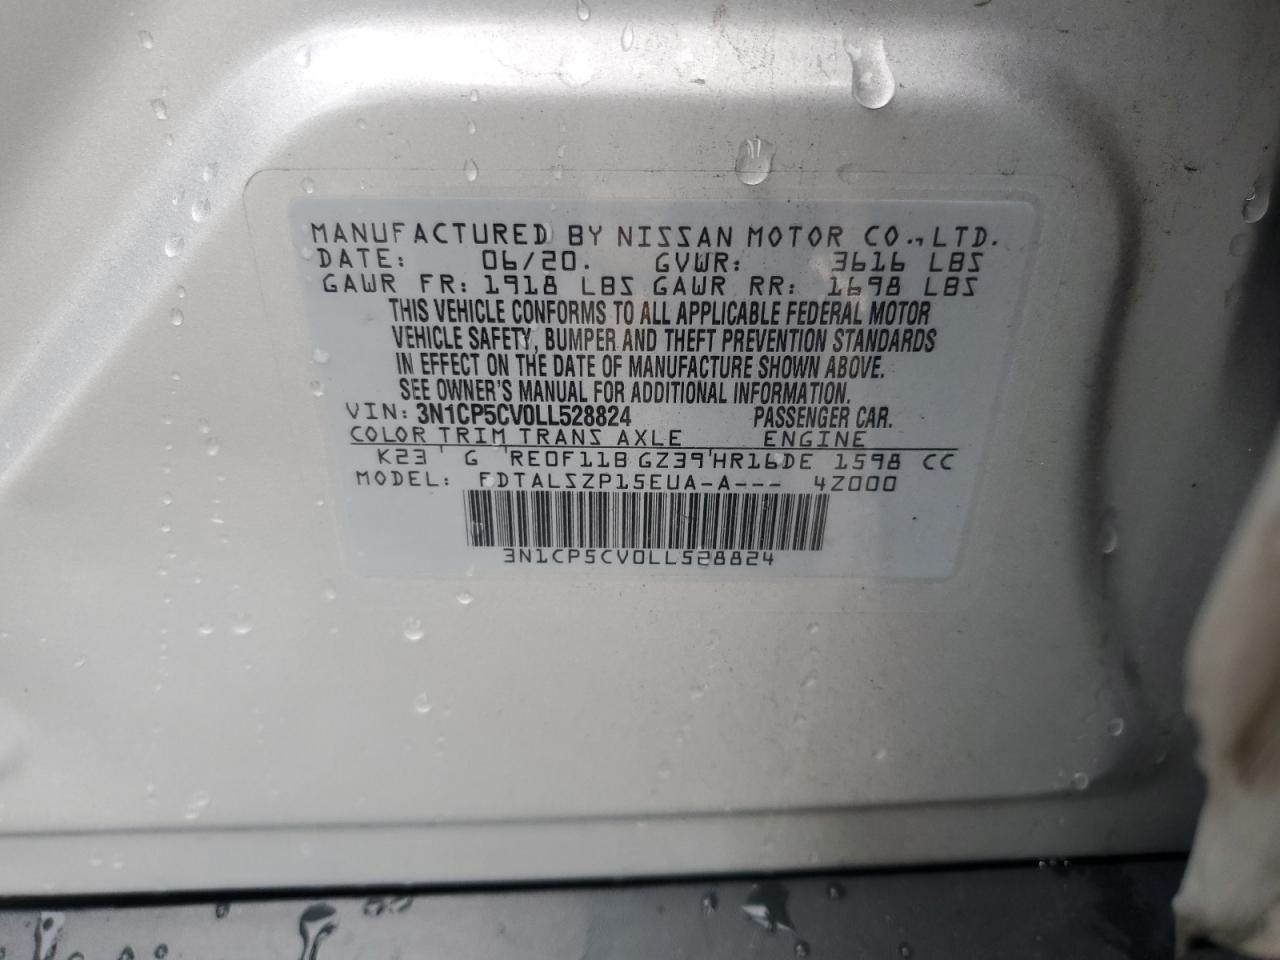 MANUFACTURED BY NISSAN MOTOR CO., LTD.
DATE: 06/20. GVWR: 3616 LBS
GAWR FR: 1918 LBS GAWR RR: 1698 LBS
THIS VEHICLE CONFORMS TO ALL APPLICABLE FEDERAL MOTOR
VEHICLE SAFETY, BUMPER AND THEFT PREVENTION STANDARDS
IN EFFECT ON THE DATE OF MANUFACTURE SHOWN ABOVE.
SEE OWNER'S MANUAL FOR ADDITIONAL INFORMATION.
VIN: 3N1CP5CV0LL528824 PASSENGER CAR.
COLOR TRIM TRANS AXLE ENGINE
K23 ' G 'RE0F11B GZ39'HR16DE 1598 CC
MODEL: FDTALSZP15EUA-A--- 4Z000
3N1CP5CV0LL528824